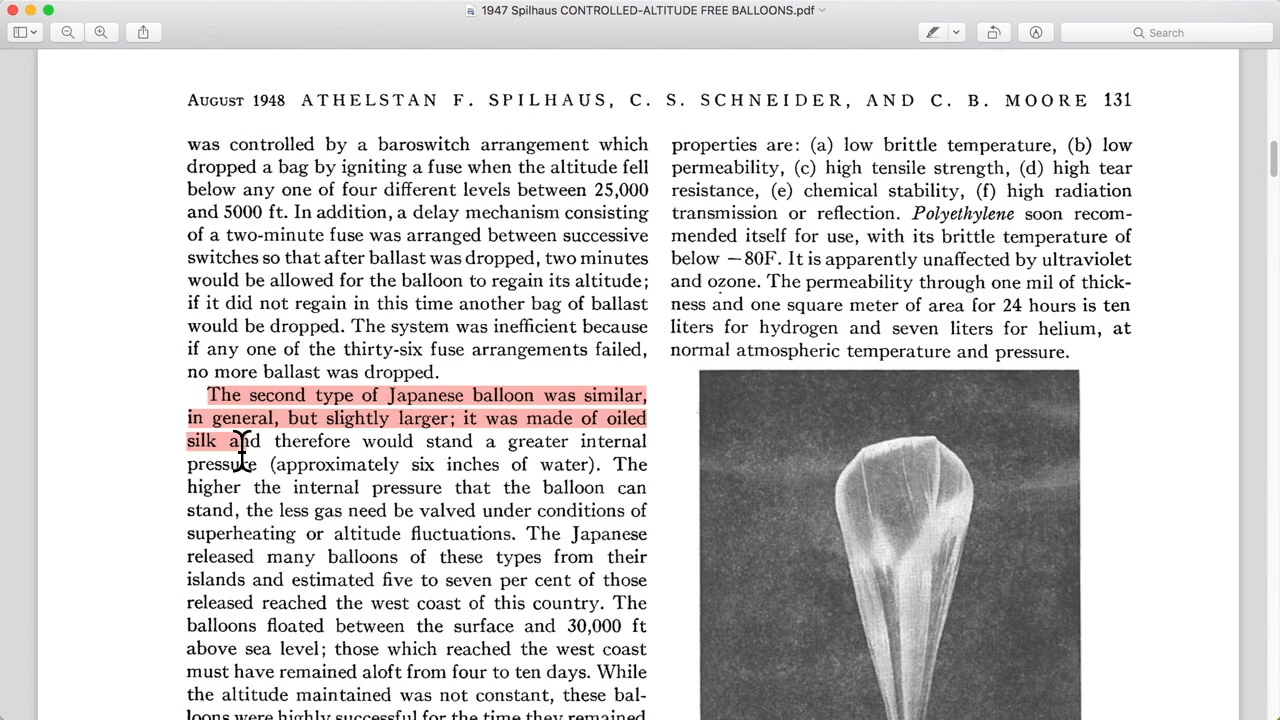 1947 Spilhaus CONTROLLED-ALTITUDE FREE BALLOONS.pdf
Search
AUGUST 1948 ATHELSTAN F. SPILHAUS, C. S. SCHNEIDER, AND C. B. MOORE 131
was controlled by a baroswitch arrangement which
dropped a bag by igniting a fuse when the altitude fell
below any one of four different levels between 25,000
and 5000 ft. In addition, a delay mechanism consisting
of a two-minute fuse was arranged between successive
switches so that after ballast was dropped, two minutes
would be allowed for the balloon to regain its altitude;
if it did not regain in this time another bag of ballast
would be dropped. The system was inefficient because
if any one of the thirty-six fuse arrangements failed,
no more ballast was dropped.
The second type of Japanese balloon was similar,
in general, but slightly larger; it was made of oiled
silk and therefore would stand a greater internal
pressure (approximately six inches of water). The
higher the internal pressure that the balloon can
stand, the less gas need be valved under conditions of
superheating or altitude fluctuations. The Japanese
released many balloons of these types from their
islands and estimated five to seven per cent of those
released reached the west coast of this country. The
balloons floated between the surface and 30,000 ft
above sea level; those which reached the west coast
must have remained aloft from four to ten days. While
the altitude maintained was not constant, these bal-
loons were highly successful for the time they remained
properties are: (a) low brittle temperature, (b) low
permeability, (c) high tensile strength, (d) high tear
resistance, (e) chemical stability, (f) high radiation
transmission or reflection. Polyethylene soon recom-
mended itself for use, with its brittle temperature of
below −80F. It is apparently unaffected by ultraviolet
and ozone. The permeability through one mil of thick-
ness and one square meter of area for 24 hours is ten
liters for hydrogen and seven liters for helium, at
normal atmospheric temperature and pressure.